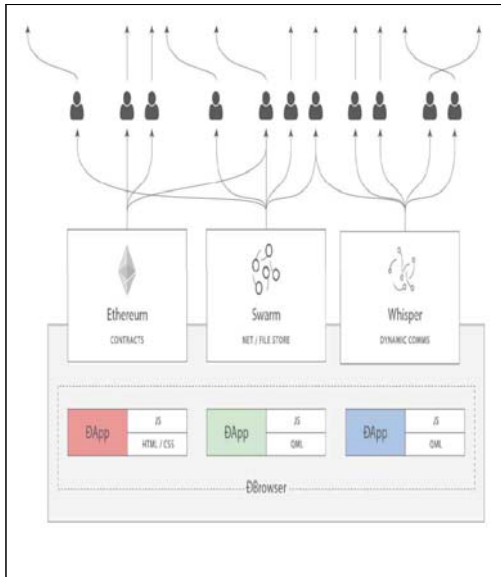 Ethereum
CONTRACTS
Swarm
NET / FILE STORE
Whisper
DYNAMIC COMMS
ĐApp
JS
HTML / CSS
ĐApp
JS
QML
ĐApp
JS
QML
ĐBrowser